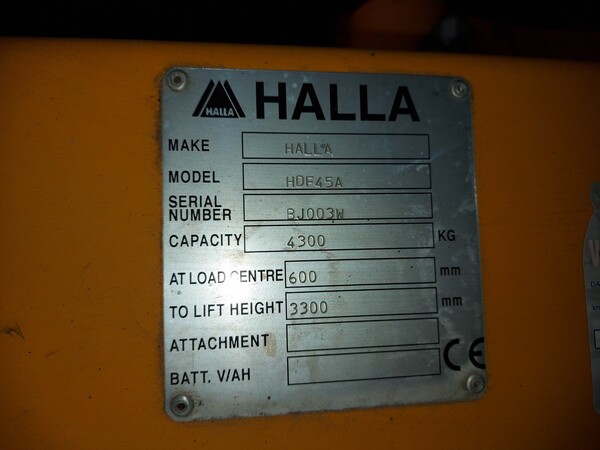 HALLA HALLA
MAKE HALLA
MODEL HDF45A
SERIAL
NUMBER BJ003W
CAPACITY 4300 KG
AT LOAD CENTRE 600 mm
TO LIFT HEIGHT 3300 mm
ATTACHMENT
BATT. V/AH
CE